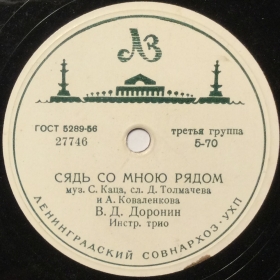 ЛЗ
ГОСТ 5289-56
27746
третья группа
5-70
СЯДЬ СО МНОЮ РЯДОМ
муз. С. Каца, сл. Д. Толмачева
и А. Коваленкова
В. Д. Доронин
Инстр. трио
ЛЕНИНГРАДСКИЙ СОВНАРХОЗ·УХП